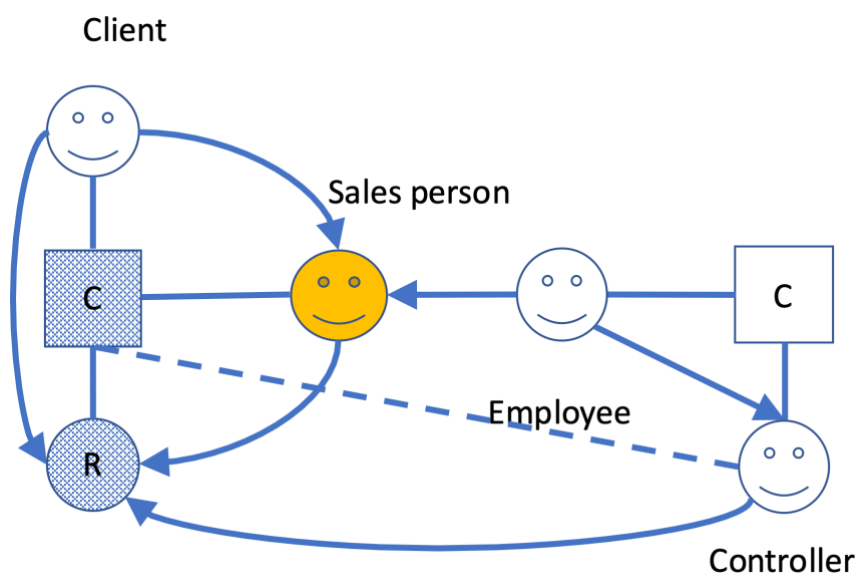 Client
Sales person
C
C
Employee
R
Controller